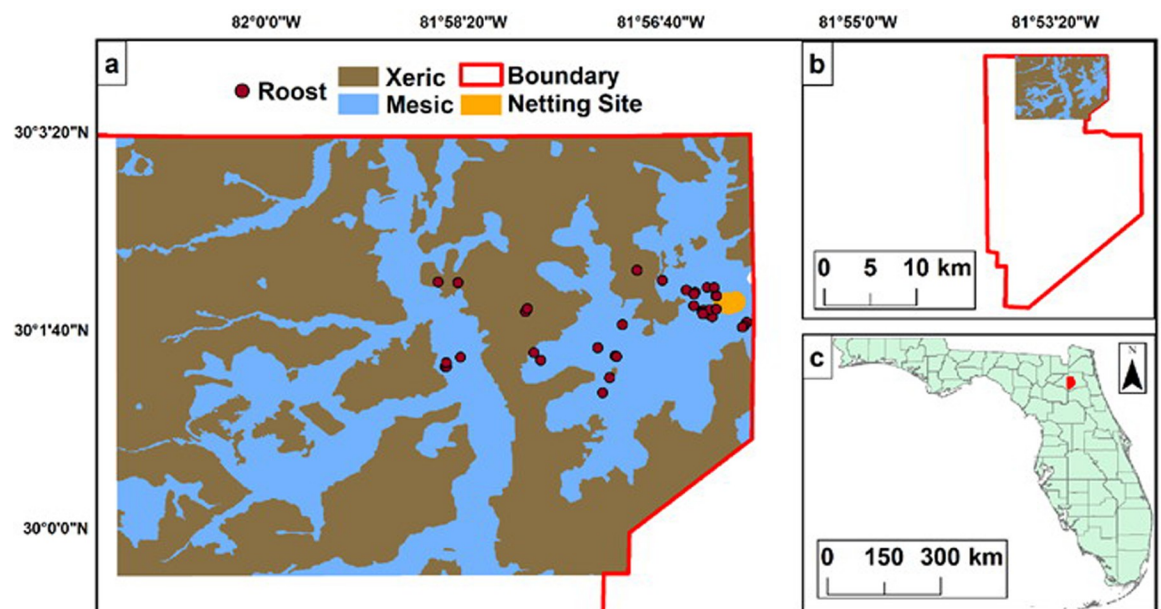 82°0'0"W 81°58'20"W 81°56'40"W 81°55'0"W 81°53'20"W
a
Roost Xeric Boundary
Mesic Netting Site
30°3'20"N
30°1'40"N
30°0'0"N
b
0 5 10 km
c
N
0 150 300 km